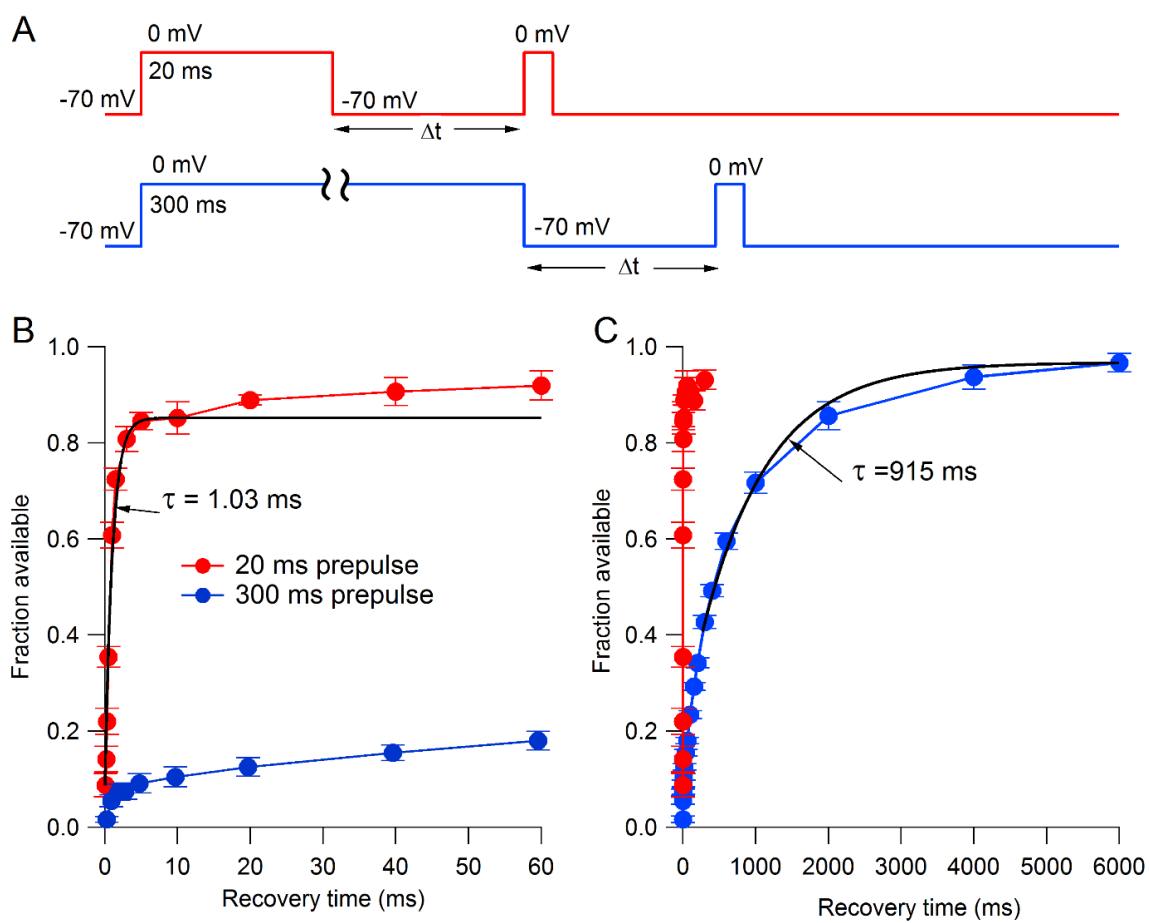 A
0 mV
0 mV
20 ms
-70 mV
-70 mV
Δt
0 mV
0 mV
300 ms
-70 mV
-70 mV
Δt
B
1.0
0.8
0.6
0.4
0.2
0.0
Fraction available
τ = 1.03 ms
20 ms prepulse
300 ms prepulse
0 10 20 30 40 50 60
Recovery time (ms)
C
1.0
0.8
0.6
0.4
0.2
0.0
Fraction available
τ =915 ms
0 1000 2000 3000 4000 5000 6000
Recovery time (ms)